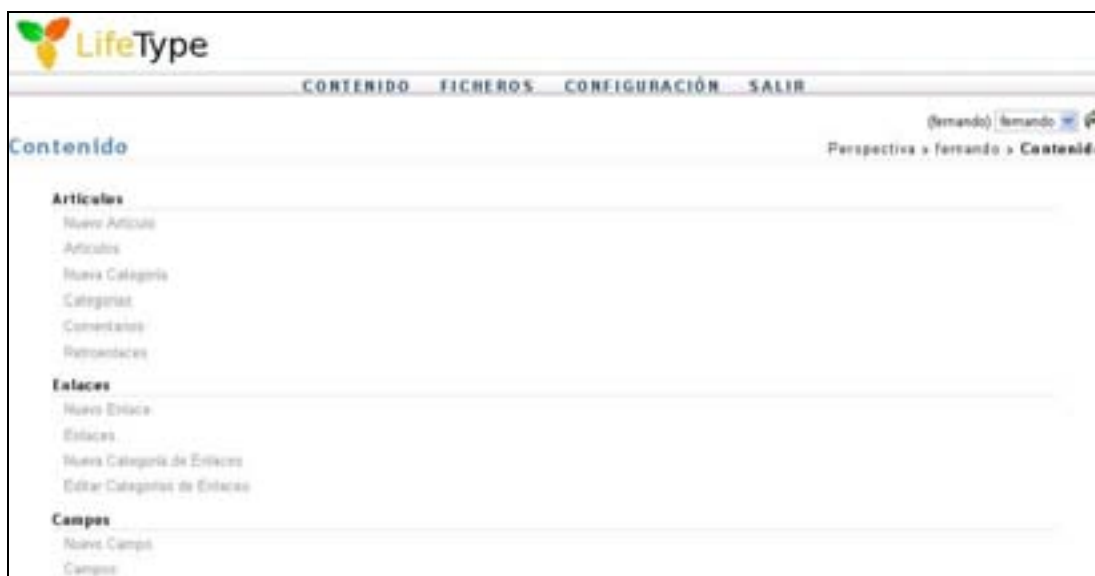 LifeType
CONTENIDO FICHEROS CONFIGURACIÓN SALIR
(fernando) fernando
Contenido
Perspectiva » fernando » Contenid
Artículos
Nuevo Artículo
Artículos
Nueva Categoría
Categorías
Comentarios
Retroenlaces
Enlaces
Nuevo Enlace
Enlaces
Nueva Categoría de Enlaces
Editar Categorías de Enlaces
Campos
Nuevo Campo
Campos